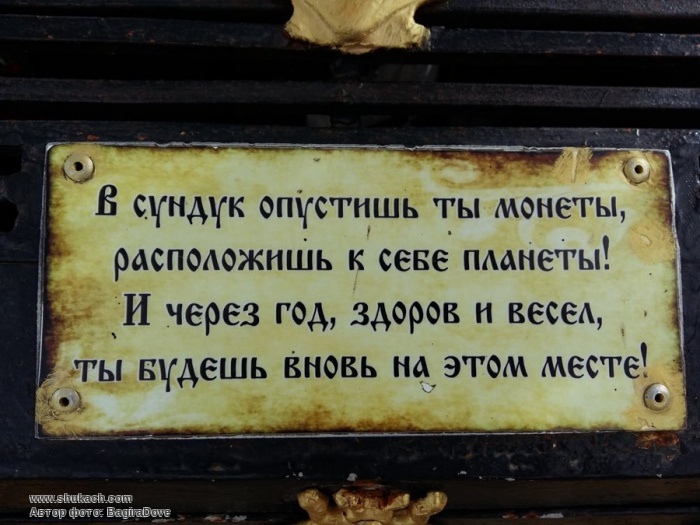 В сундук опустишь ты монеты,
расположишь к себе планеты!
И через год, здоров и весел,
ты будешь вновь на этом месте!
www.shukach.com
Автор фото: BagiraDove